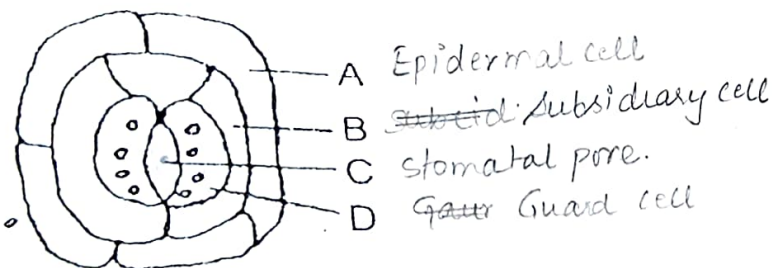 A Epidermal cell
B Subsidiary cell
C stomatal pore.
D Guard cell